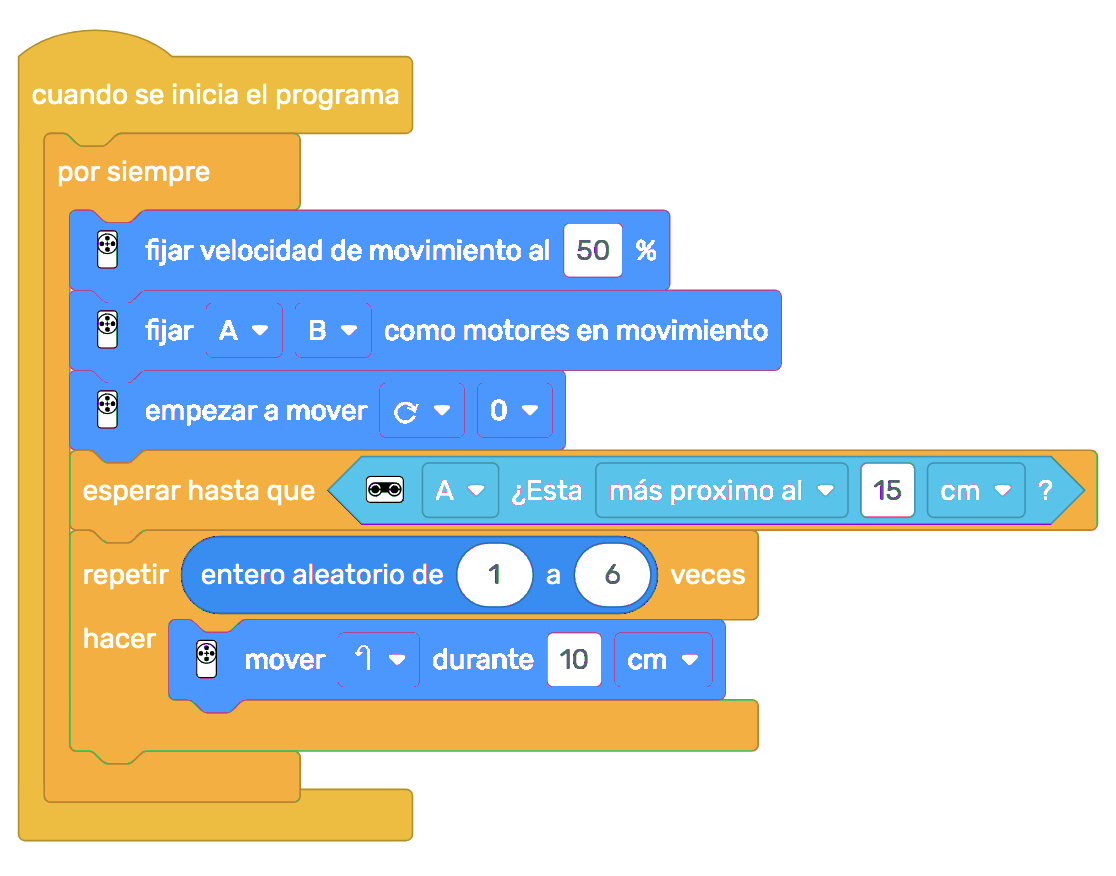 cuando se inicia el programa
por siempre
fijar velocidad de movimiento al 50 %
fijar A B como motores en movimiento
empezar a mover 0
esperar hasta que A ¿Esta más proximo al 15 cm ?
repetir entero aleatorio de 1 a 6 veces
hacer mover durante 10 cm